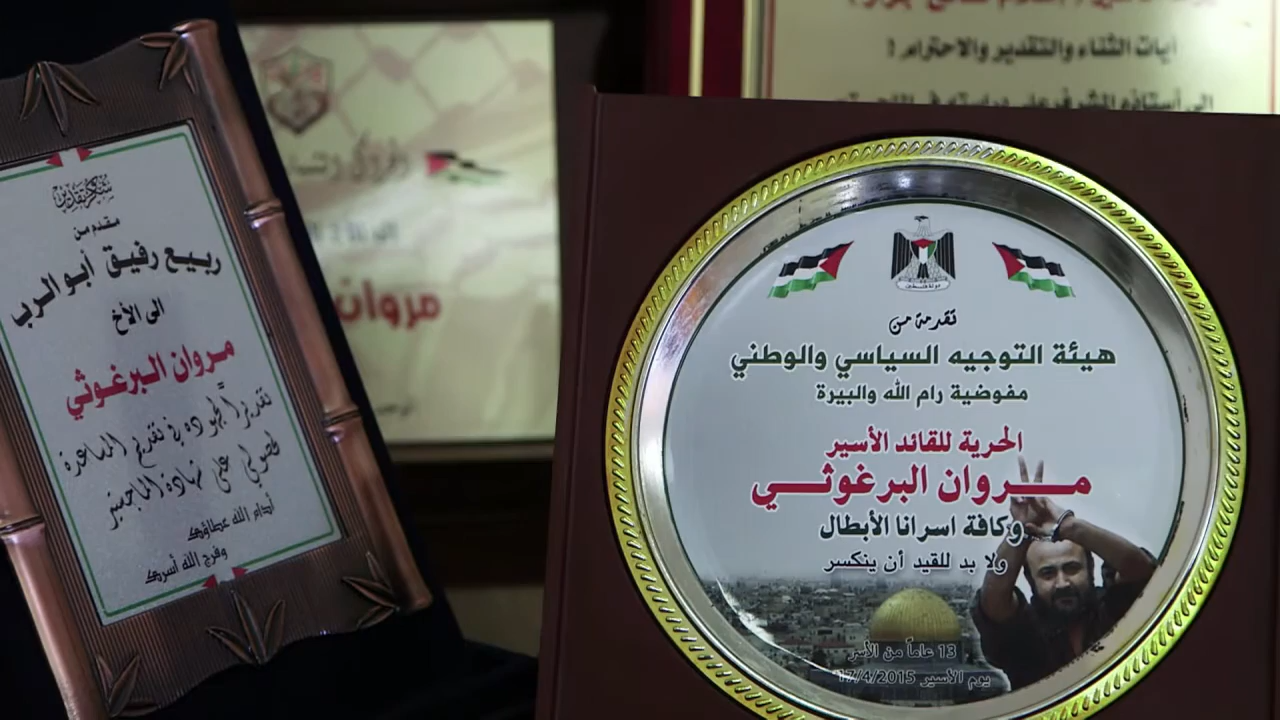 آيات الثناء والتقدير والاحترام !
شكر وتقدير
مقدم من
ربيع رفيق أبو الرب
الى الأخ
مروان البرغوثي
تقديراً لجهوده في تقديم المساعدة
لحصولي على شهادة الماجستير
أدام الله عطاؤك
وفرج الله أسرك
مروان
تقدمة من
هيئة التوجيه السياسي والوطني
مفوضية رام الله والبيرة
الحرية للقائد الأسير
مروان البرغوثي
وكافة اسرانا الأبطال
ولا بد للقيد أن ينكسر
13 عاماً من الأسر
يوم الأسير 17/4/2015